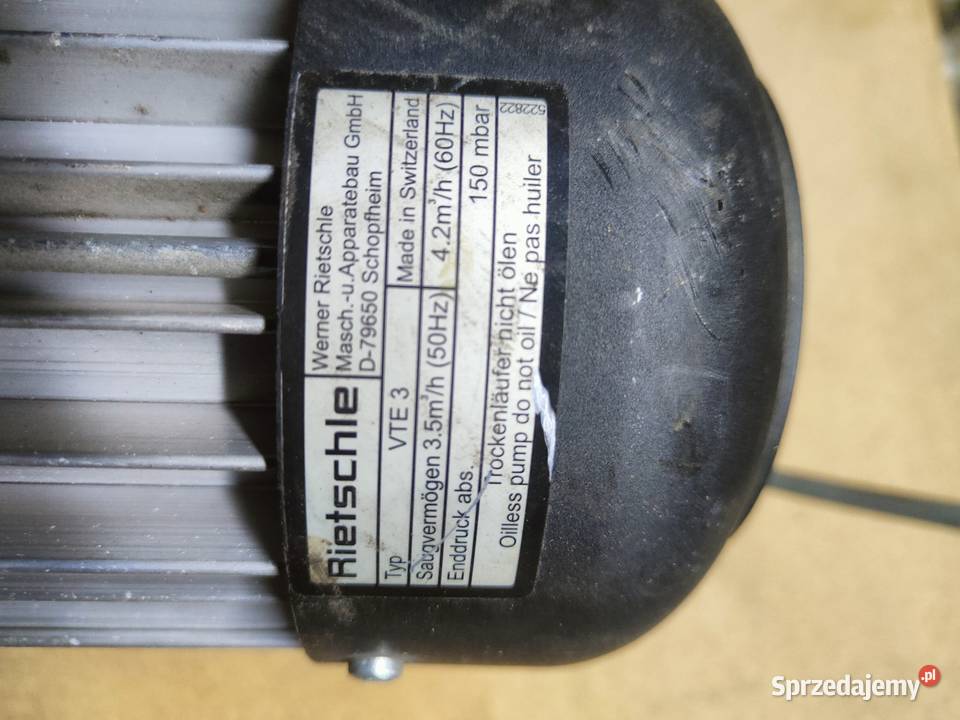 Rietschle
Werner Rietschle
Masch.-u.Apparatebau GmbH
D-79650 Schopfheim
Typ VTE 3 Made in Switzerland
Saugvermögen 3.5m³/h (50Hz) 4.2m³/h (60Hz)
Enddruck abs. 150 mbar
Trockenläufer nicht ölen
Oilless pump do not oil / Ne pas huiler
522822
Sprzedajemy.pl